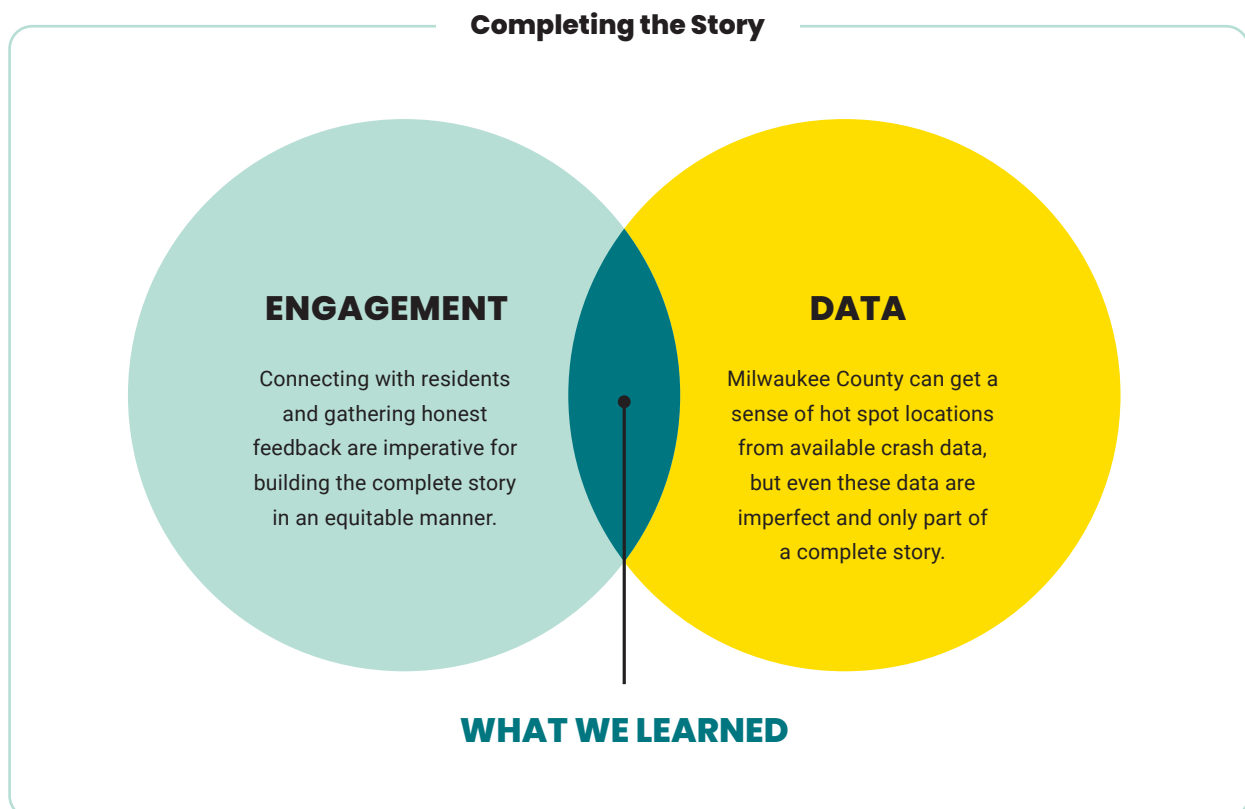 Completing the Story
ENGAGEMENT
Connecting with residents
and gathering honest
feedback are imperative for
building the complete story
in an equitable manner.
DATA
Milwaukee County can get a
sense of hot spot locations
from available crash data,
but even these data are
imperfect and only part of
a complete story.
WHAT WE LEARNED